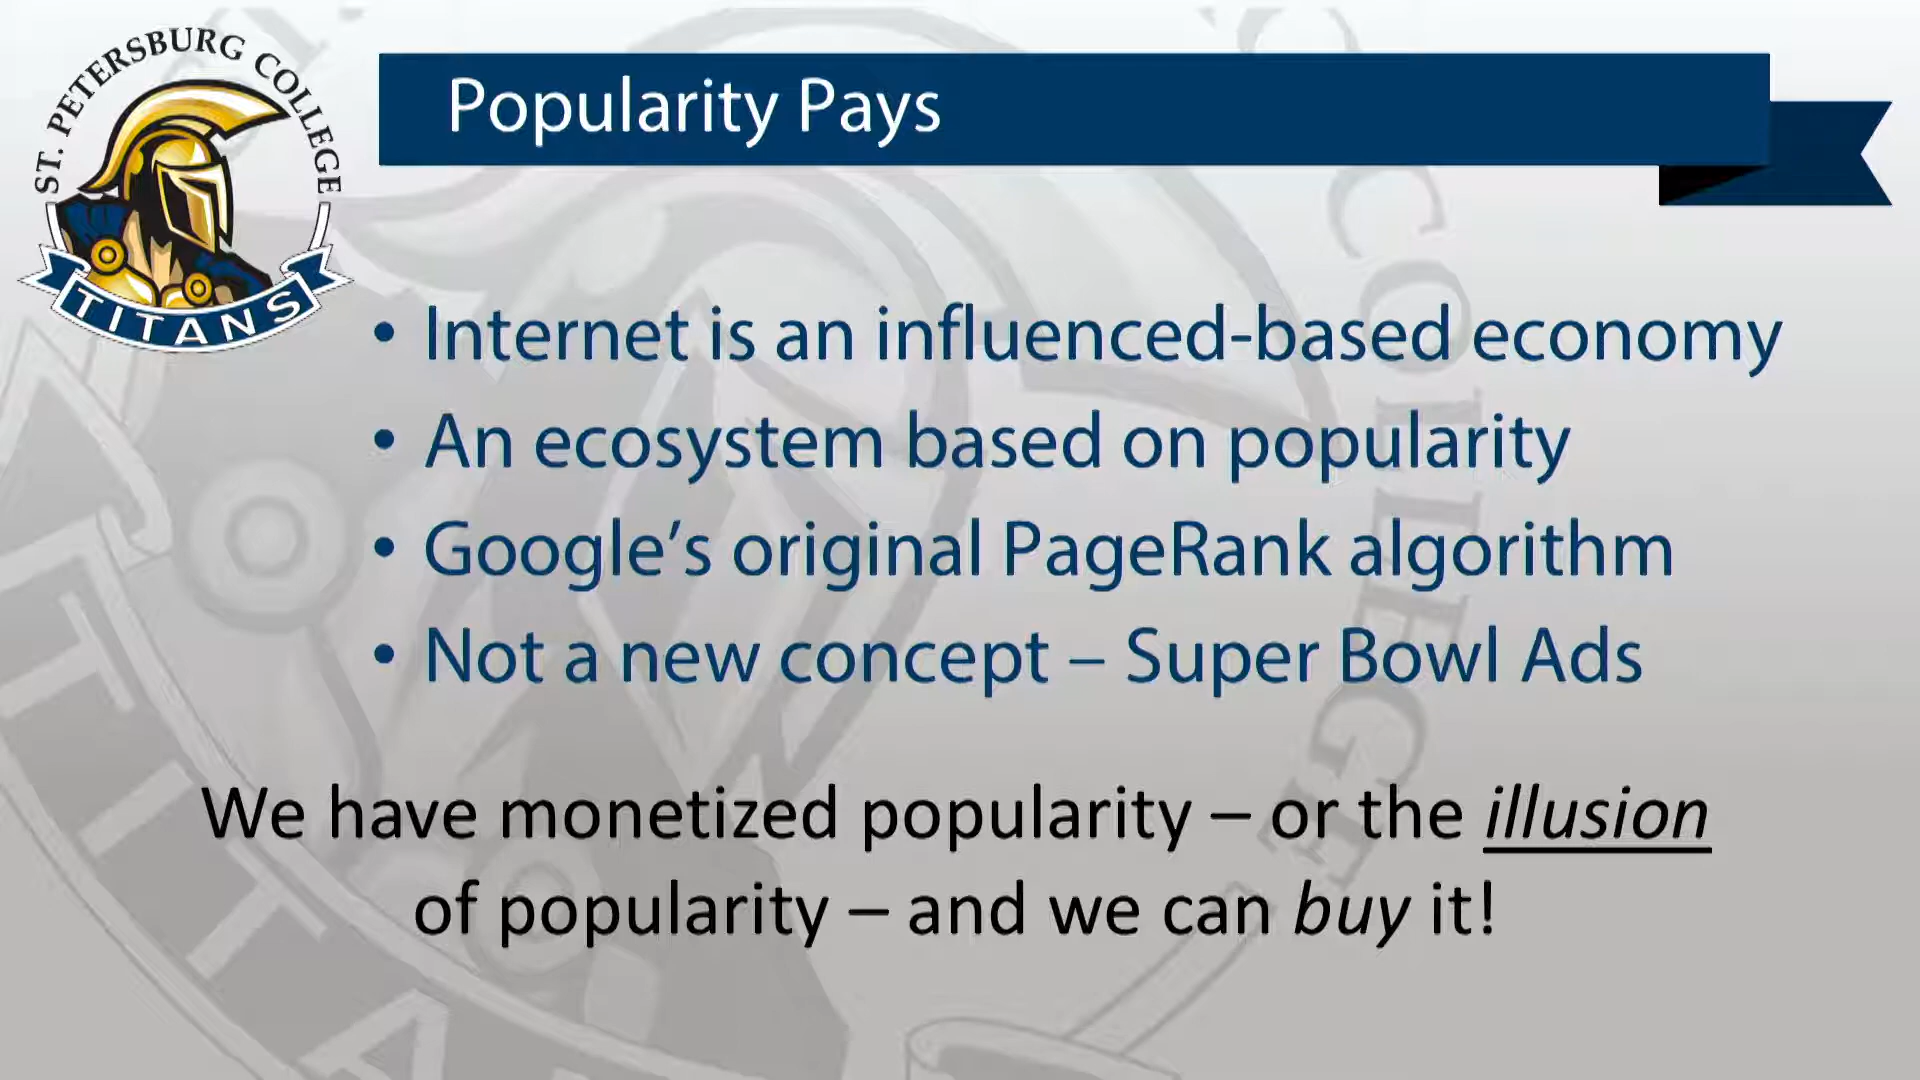 ST. PETERSBURG COLLEGE
TITANS
Popularity Pays
• Internet is an influenced-based economy
• An ecosystem based on popularity
• Google’s original PageRank algorithm
• Not a new concept – Super Bowl Ads
We have monetized popularity – or the illusion
of popularity – and we can buy it!